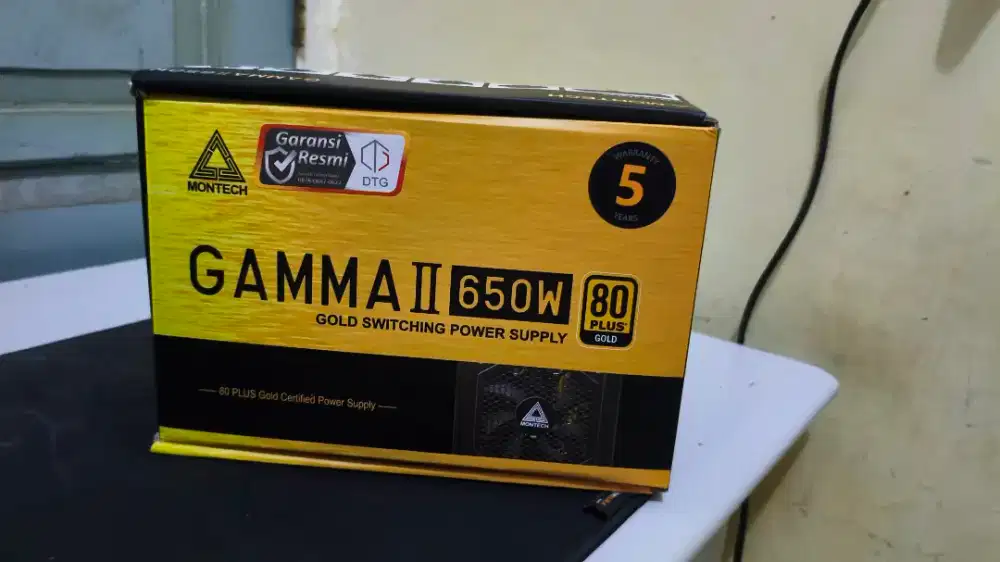 MONTECH
Garansi
Resmi
DTG
WARRANTY
5
YEARS
GAMMA II 650W
80
PLUS
GOLD
GOLD SWITCHING POWER SUPPLY
80 PLUS Gold Certified Power Supply
MONTECH